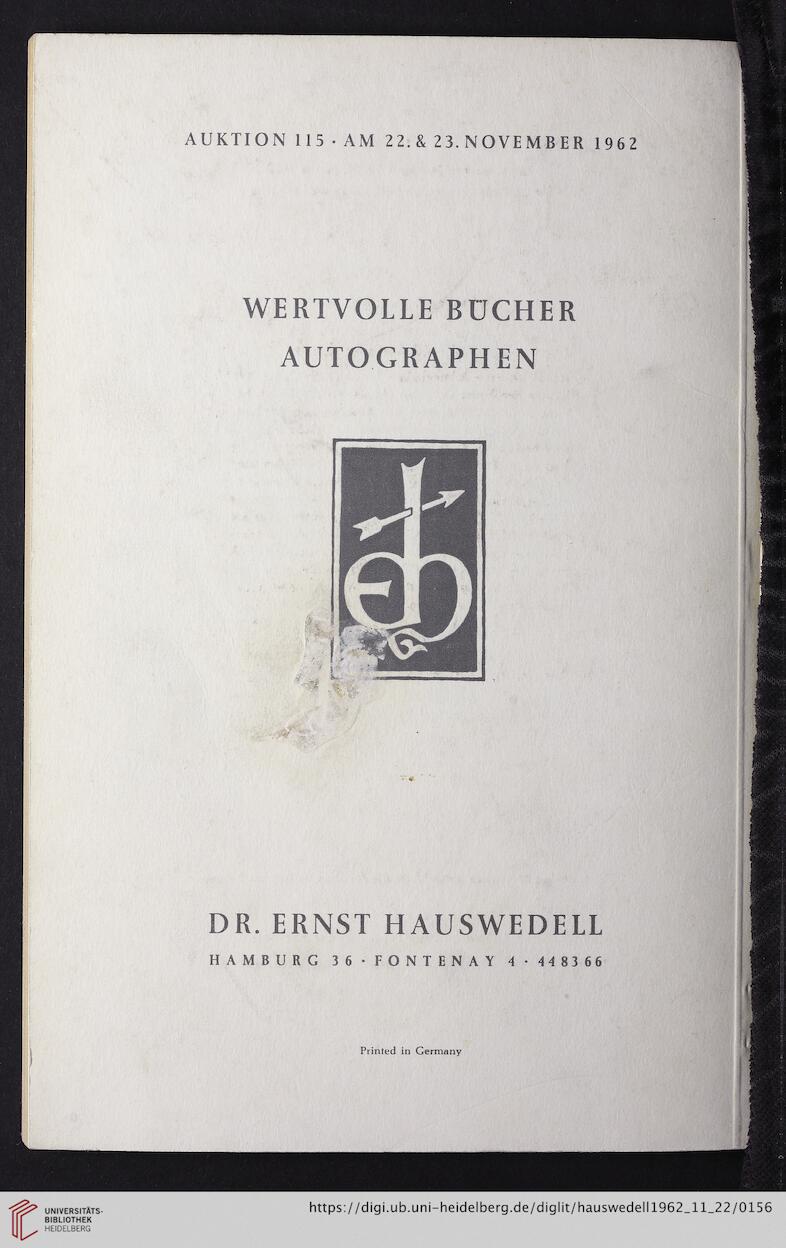 AUKTION 115 · AM 22. & 23. NOVEMBER 1962
WERTVOLLE BÜCHER
AUTOGRAPHEN
eh
DR. ERNST HAUSWEDELL
HAMBURG 36 · FONTENAY 4 · 448366
Printed in Germany
UNIVERSITÄTS-
BIBLIOTHEK
HEIDELBERG
https://digi.ub.uni-heidelberg.de/diglit/hauswedell1962_11_22/0156